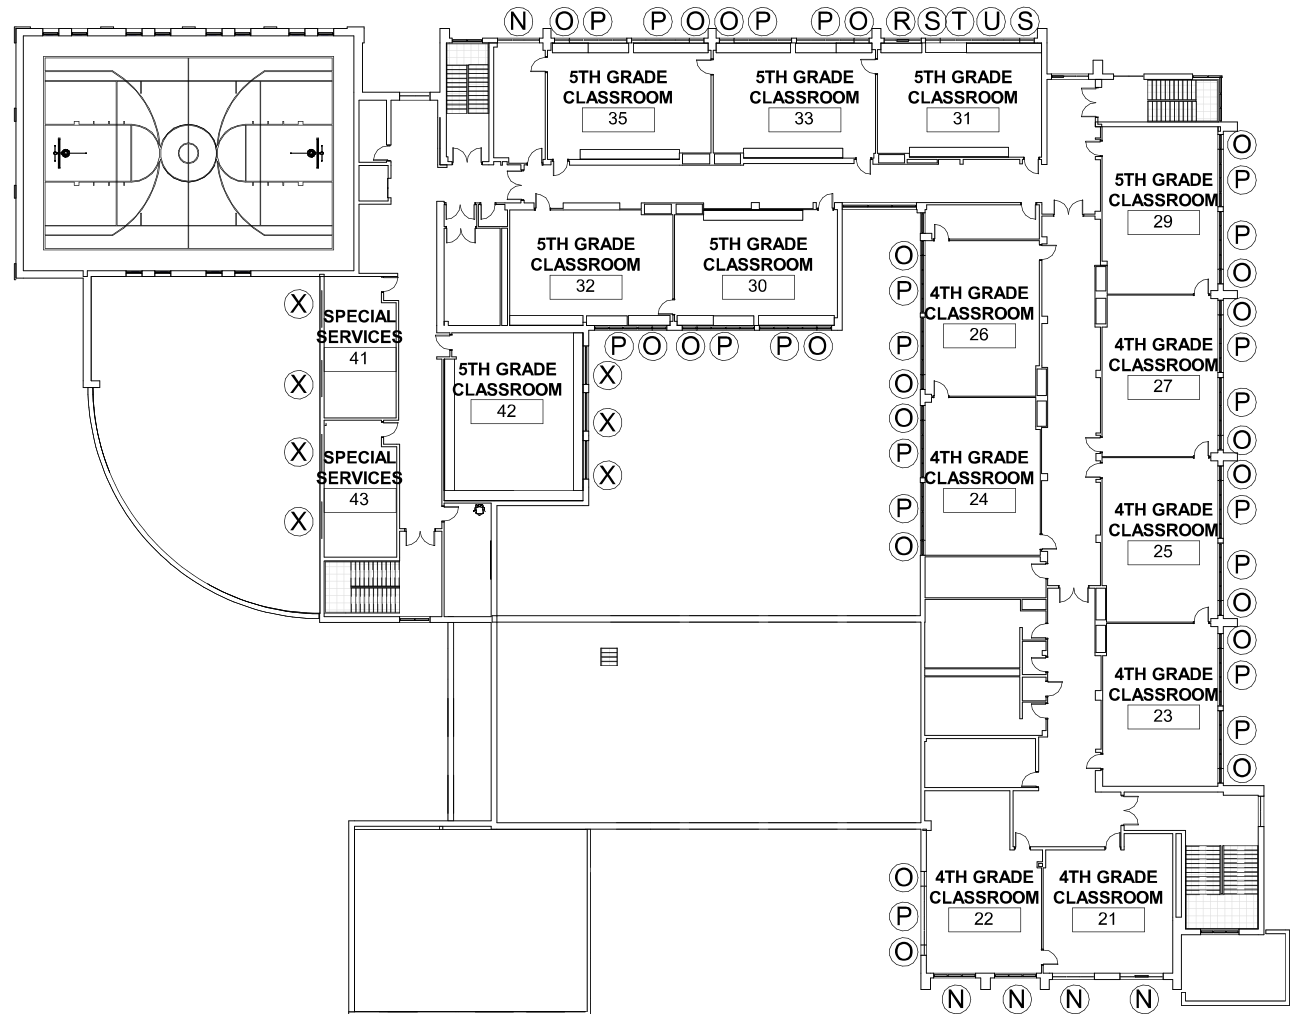 N O P P O O P P O R S T U S
5TH GRADE
CLASSROOM
35
5TH GRADE
CLASSROOM
33
5TH GRADE
CLASSROOM
31
5TH GRADE
CLASSROOM
29
O
P
P
O
5TH GRADE
CLASSROOM
32
5TH GRADE
CLASSROOM
30
P O O P P O
O
P
P
O
4TH GRADE
CLASSROOM
26
4TH GRADE
CLASSROOM
27
O
P
P
O
X
X
SPECIAL
SERVICES
41
5TH GRADE
CLASSROOM
42
X
X
X
X
X
SPECIAL
SERVICES
43
O
P
P
O
4TH GRADE
CLASSROOM
24
4TH GRADE
CLASSROOM
25
O
P
P
O
4TH GRADE
CLASSROOM
23
O
P
P
O
O
P
O
4TH GRADE
CLASSROOM
22
4TH GRADE
CLASSROOM
21
N N N N